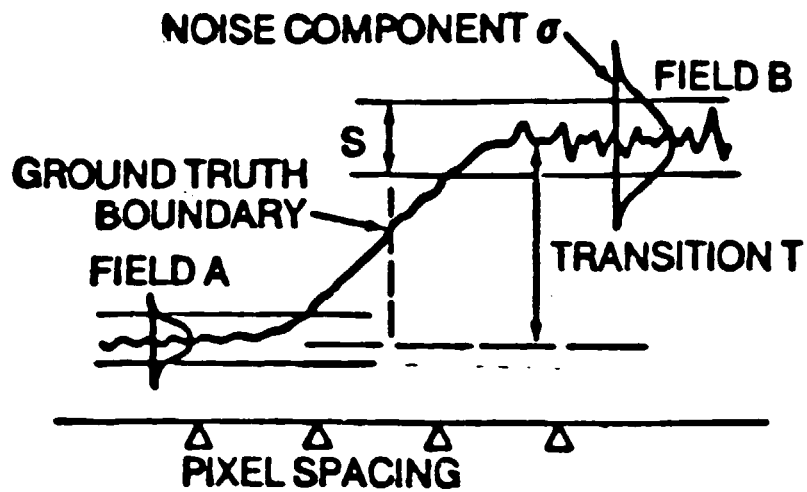 NOISE COMPONENT σ
FIELD B
S
GROUND TRUTH
BOUNDARY
FIELD A
TRANSITION T
PIXEL SPACING